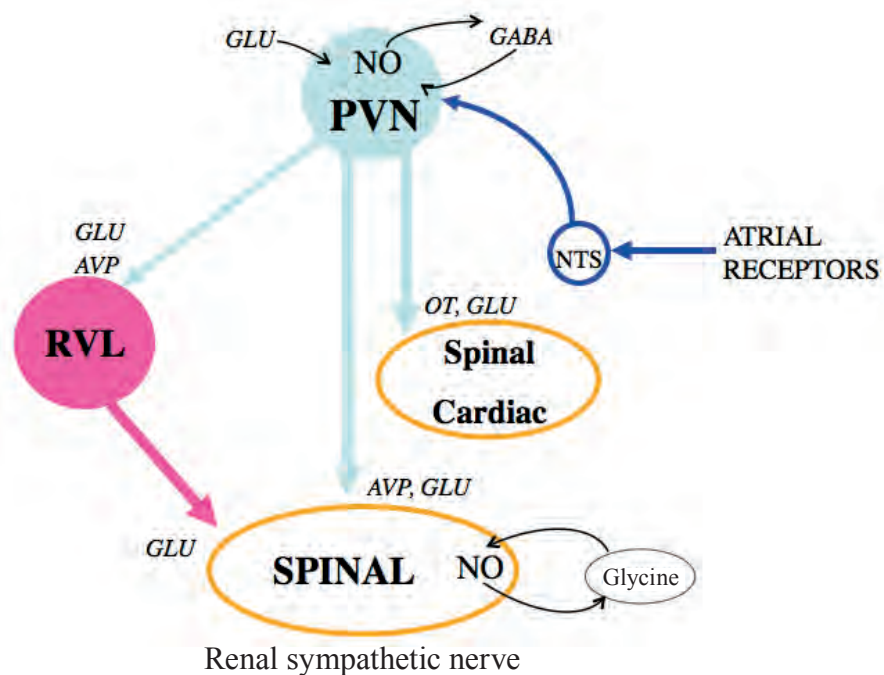 GLU
NO
GABA
PVN
GLU
AVP
NTS
ATRIAL
RECEPTORS
RVL
OT, GLU
Spinal
Cardiac
AVP, GLU
GLU
SPINAL
NO
Glycine
Renal sympathetic nerve